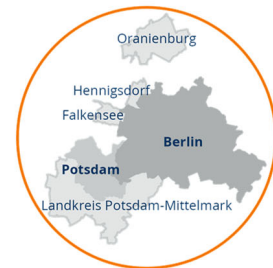 Oranienburg
Hennigsdorf
Falkensee
Berlin
Potsdam
Landkreis Potsdam-Mittelmark